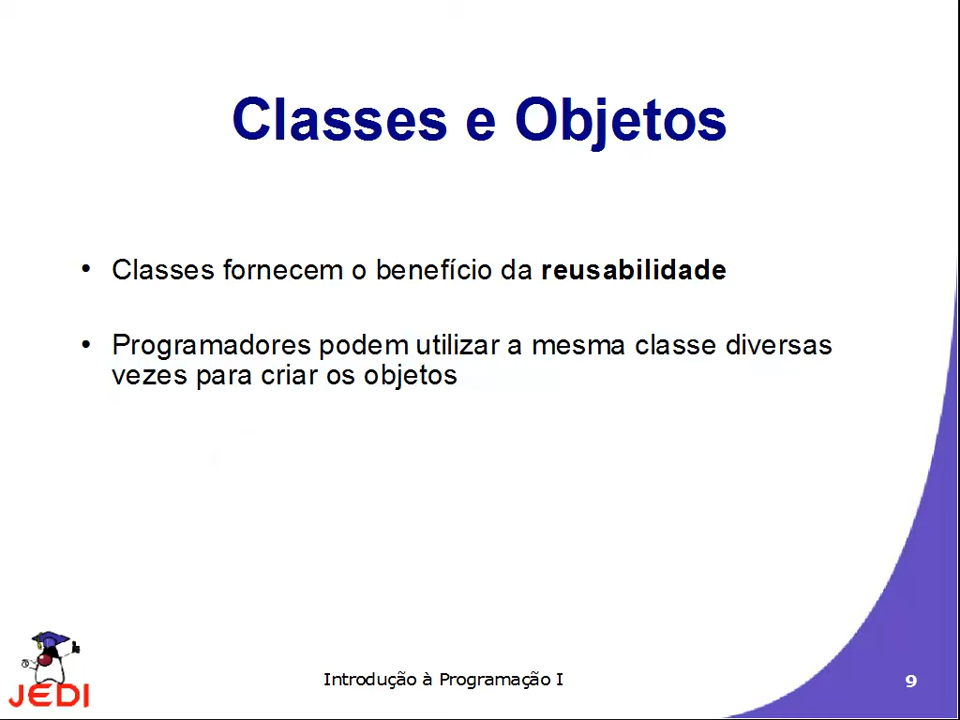 Classes e Objetos
• Classes fornecem o benefício da reusabilidade
• Programadores podem utilizar a mesma classe diversas
vezes para criar os objetos
JEDI
Introdução à Programação I
9